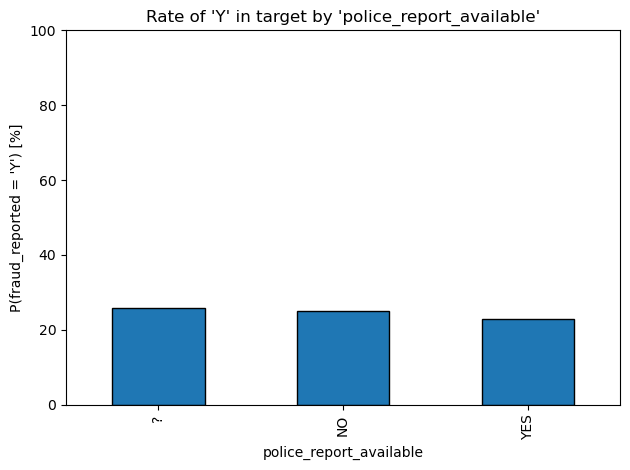 Rate of 'Y' in target by 'police_report_available'
P(fraud_reported = 'Y') [%]
100
80
60
40
20
0
?
NO
YES
police_report_available